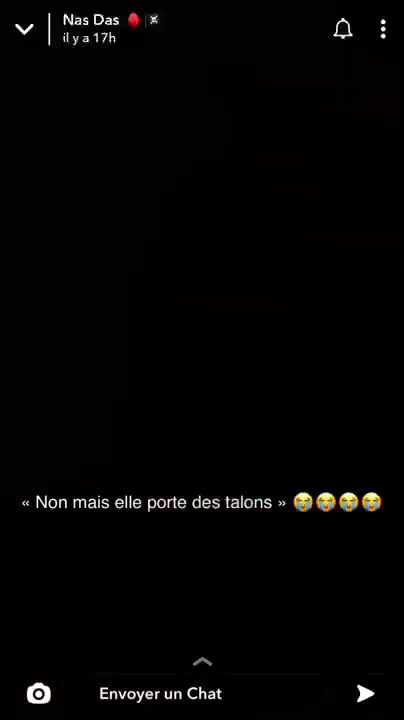 Nas Das
il y a 17h
« Non mais elle porte des talons » 😭😭😭😭
Envoyer un Chat